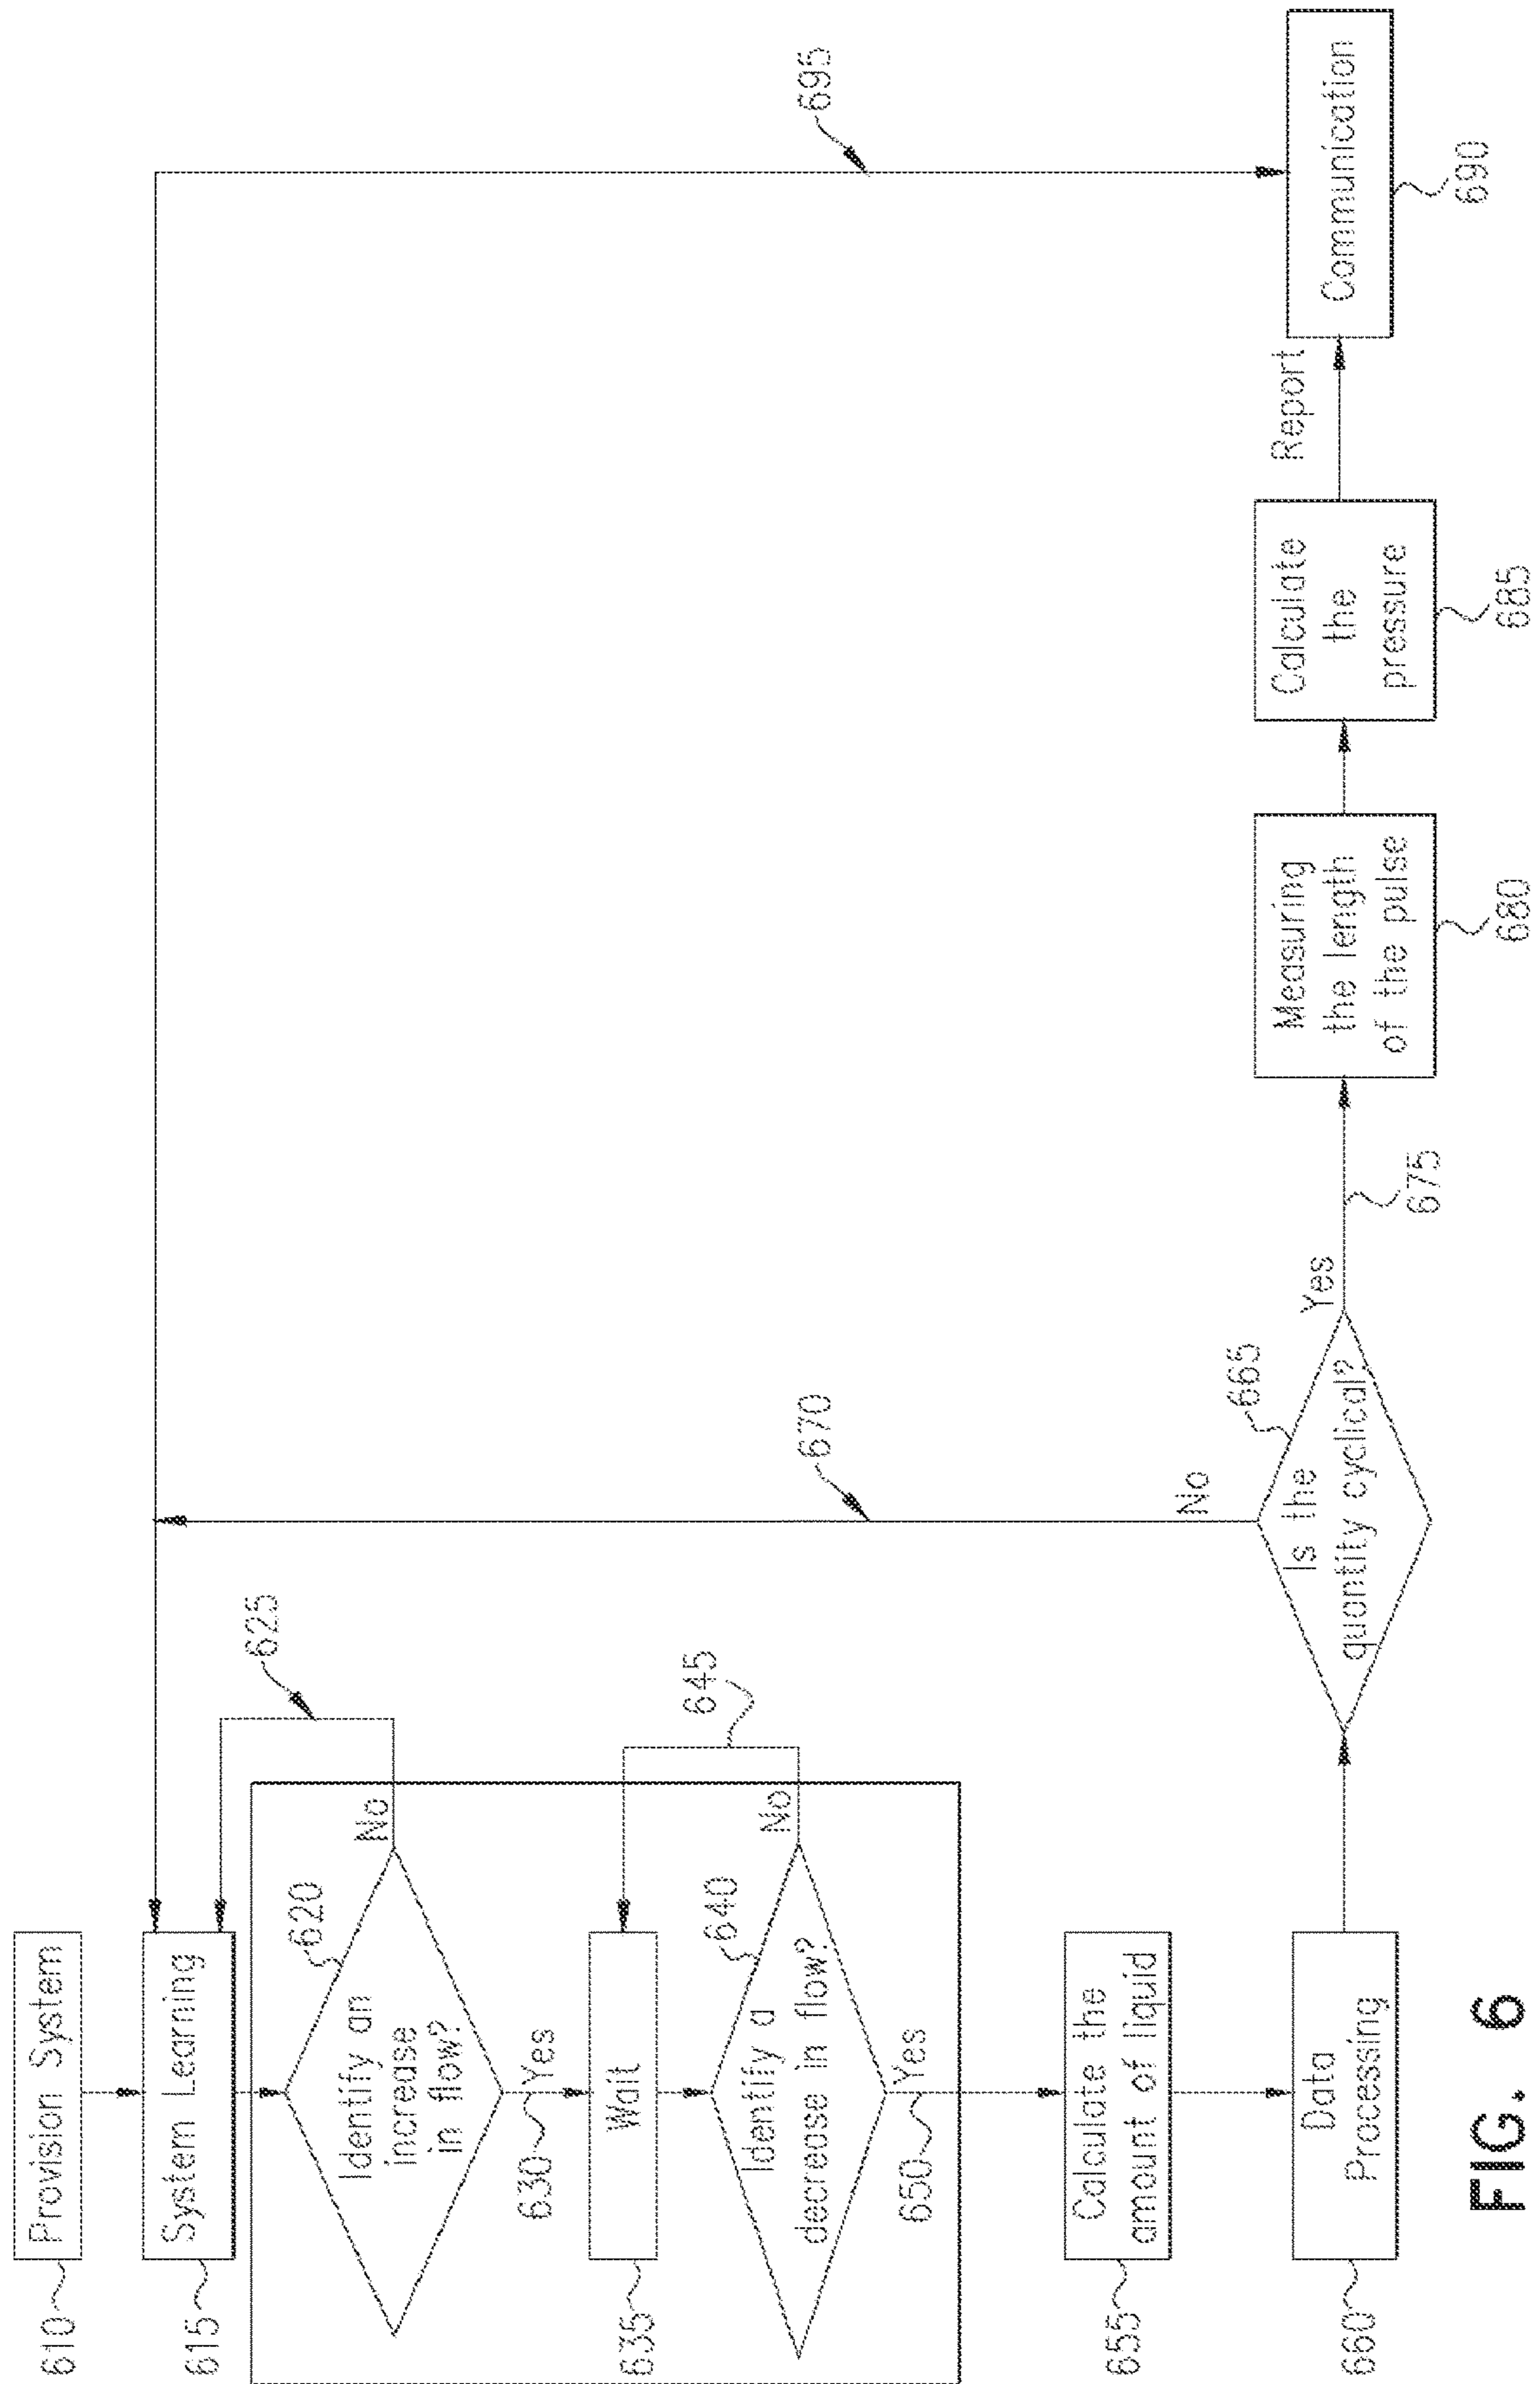 610
Provision System
615
System Learning
620
Identify an
increase
in flow?
No
625
630
Yes
635
Wait
640
Identify a
decrease in flow?
No
645
650
Yes
655
Calculate the
amount of liquid
660
Data
Processing
665
Is the
quantity cyclical?
No
670
Yes
675
Measuring
the length
of the pulse
680
Calculate
the
pressure
685
Report
Communication
690
695
FIG. 6